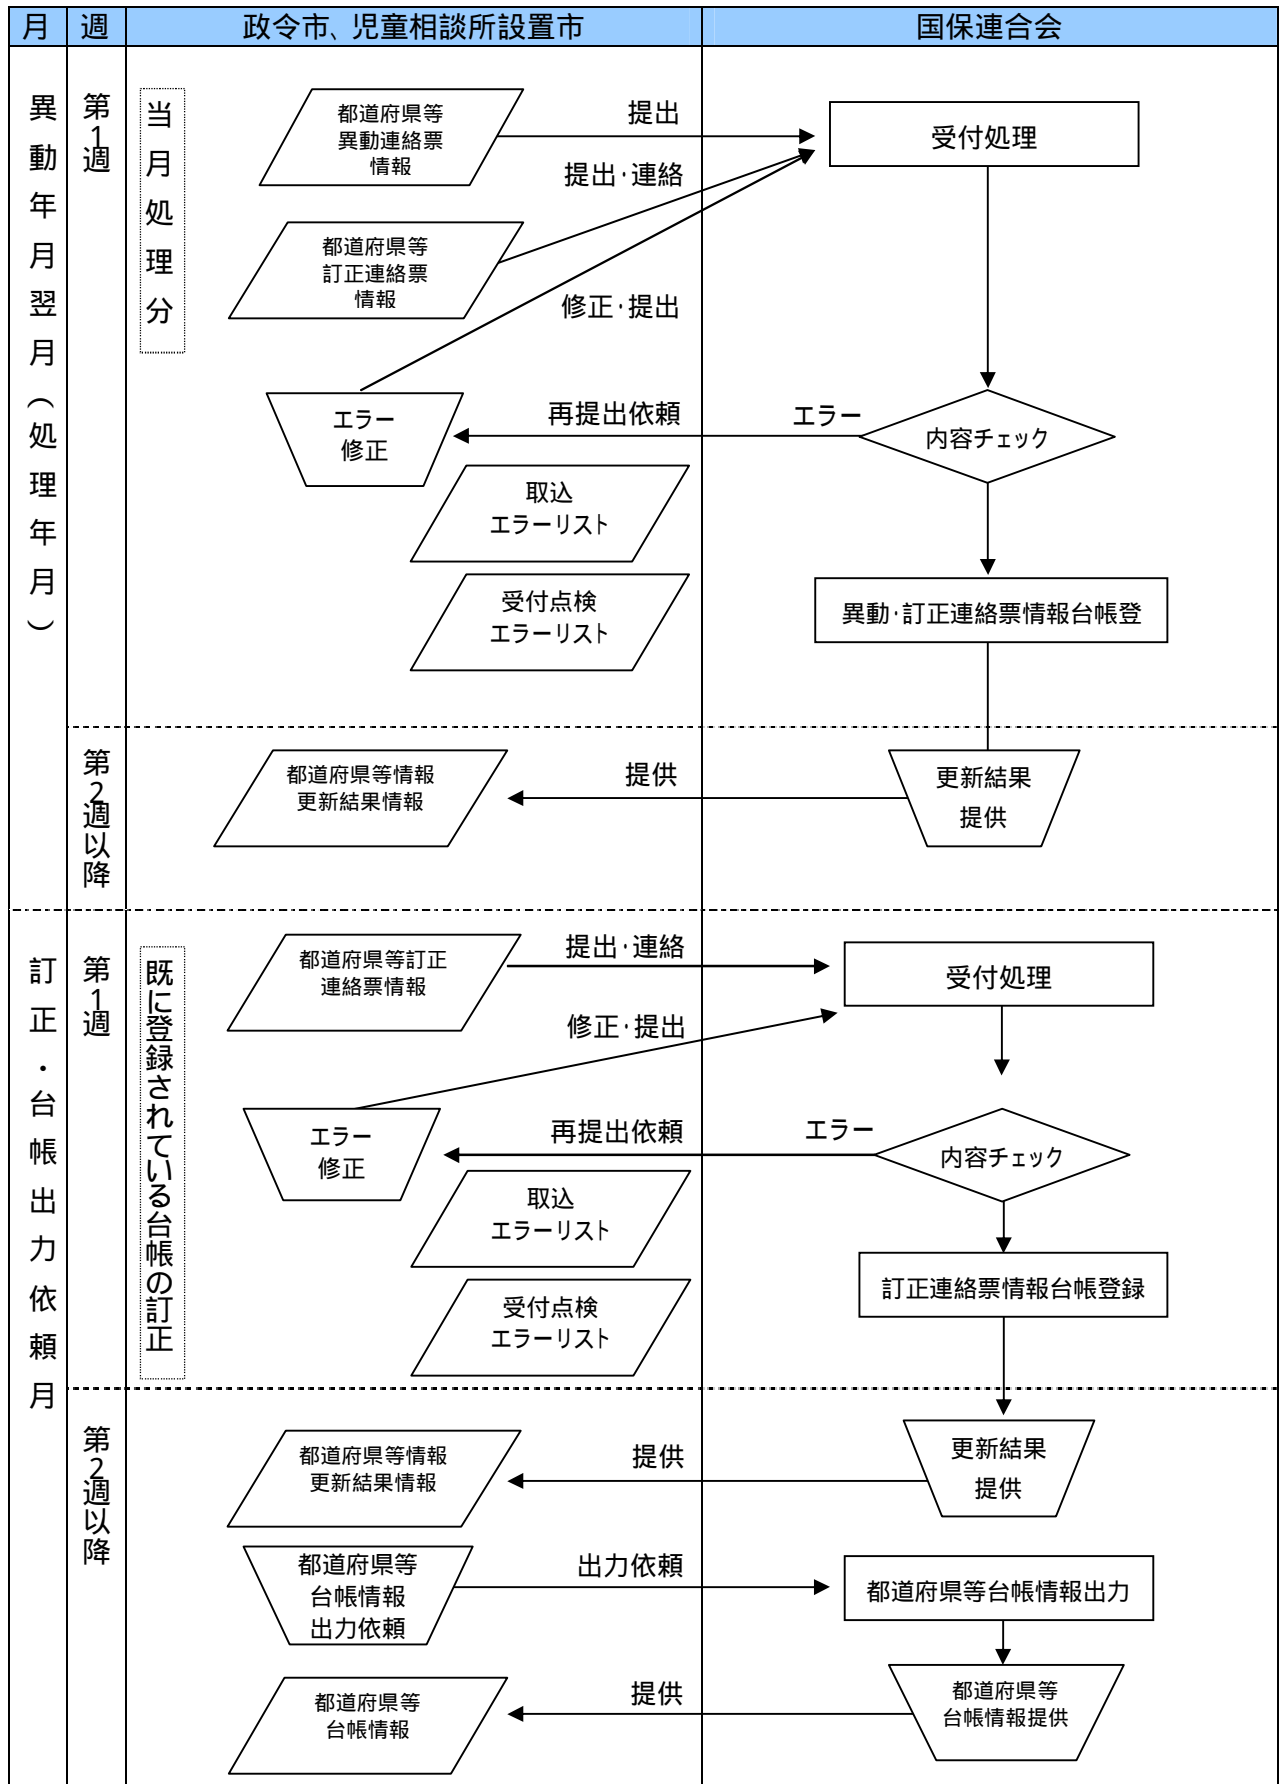 月 週 政令市、児童相談所設置市 国保連合会
異動年月翌月（処理年月）
第1週
当月処理分
都道府県等
異動連絡票
情報
提出
受付処理
提出・連絡
都道府県等
訂正連絡票
情報
修正・提出
エラー
修正
再提出依頼
エラー
内容チェック
取込
エラーリスト
受付点検
エラーリスト
異動・訂正連絡票情報台帳登
第2週以降
都道府県等情報
更新結果情報
提供
更新結果
提供
訂正・台帳出力依頼月
第1週
既に登録されている台帳の訂正
都道府県等訂正
連絡票情報
提出・連絡
受付処理
修正・提出
エラー
修正
再提出依頼
エラー
内容チェック
取込
エラーリスト
受付点検
エラーリスト
訂正連絡票情報台帳登録
第2週以降
都道府県等情報
更新結果情報
提供
更新結果
提供
都道府県等
台帳情報
出力依頼
出力依頼
都道府県等台帳情報出力
都道府県等
台帳情報
提供
都道府県等
台帳情報提供